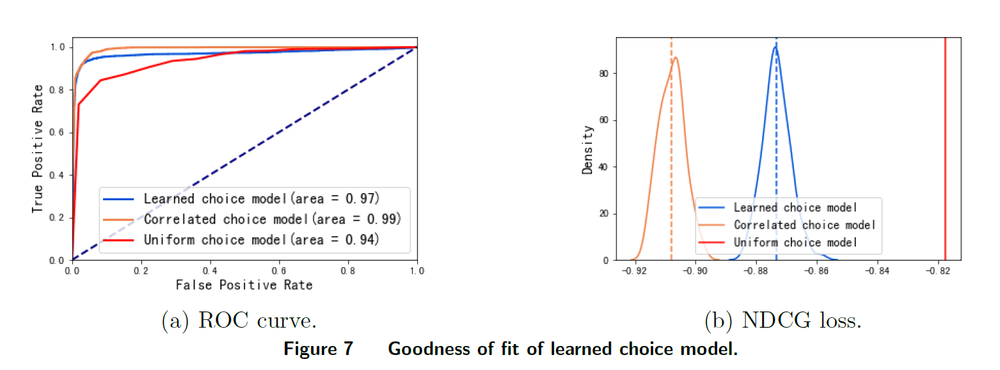 1.0
0.8
0.6
0.4
0.2
0.0
True Positive Rate
Learned choice model(area = 0.97)
Correlated choice model(area = 0.99)
Uniform choice model(area = 0.94)
0.0 0.2 0.4 0.6 0.8 1.0
False Positive Rate
(a) ROC curve.
80
60
40
20
0
Density
Learned choice model
Correlated choice model
Uniform choice model
−0.92 −0.90 −0.88 −0.86 −0.84 −0.82
(b) NDCG loss.
Figure 7 Goodness of fit of learned choice model.